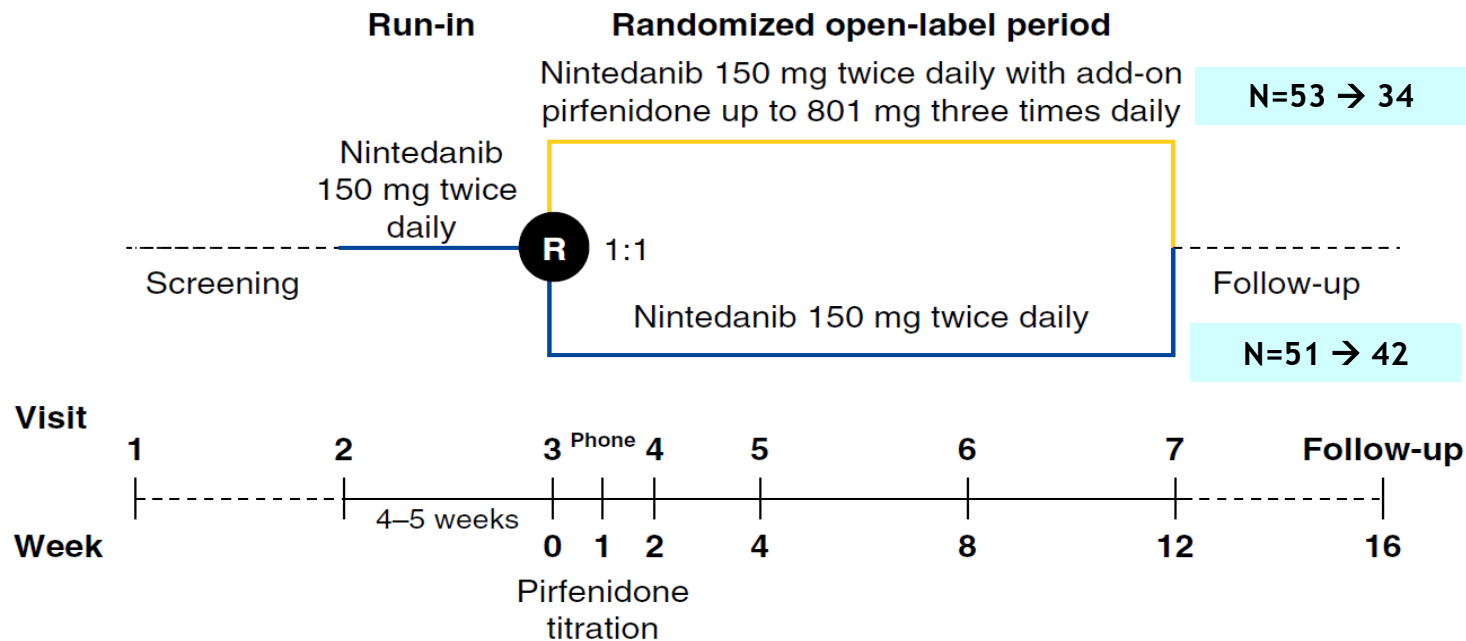 Run-in
Randomized open-label period
Nintedanib 150 mg twice daily with add-on
pirfenidone up to 801 mg three times daily
N=53 → 34
Nintedanib
150 mg twice
daily
R
1:1
Screening
Follow-up
Nintedanib 150 mg twice daily
N=51 → 42
Visit
1 2 3 Phone 4 5 6 7 Follow-up
4–5 weeks
Week
0 1 2 4 8 12 16
Pirfenidone
titration